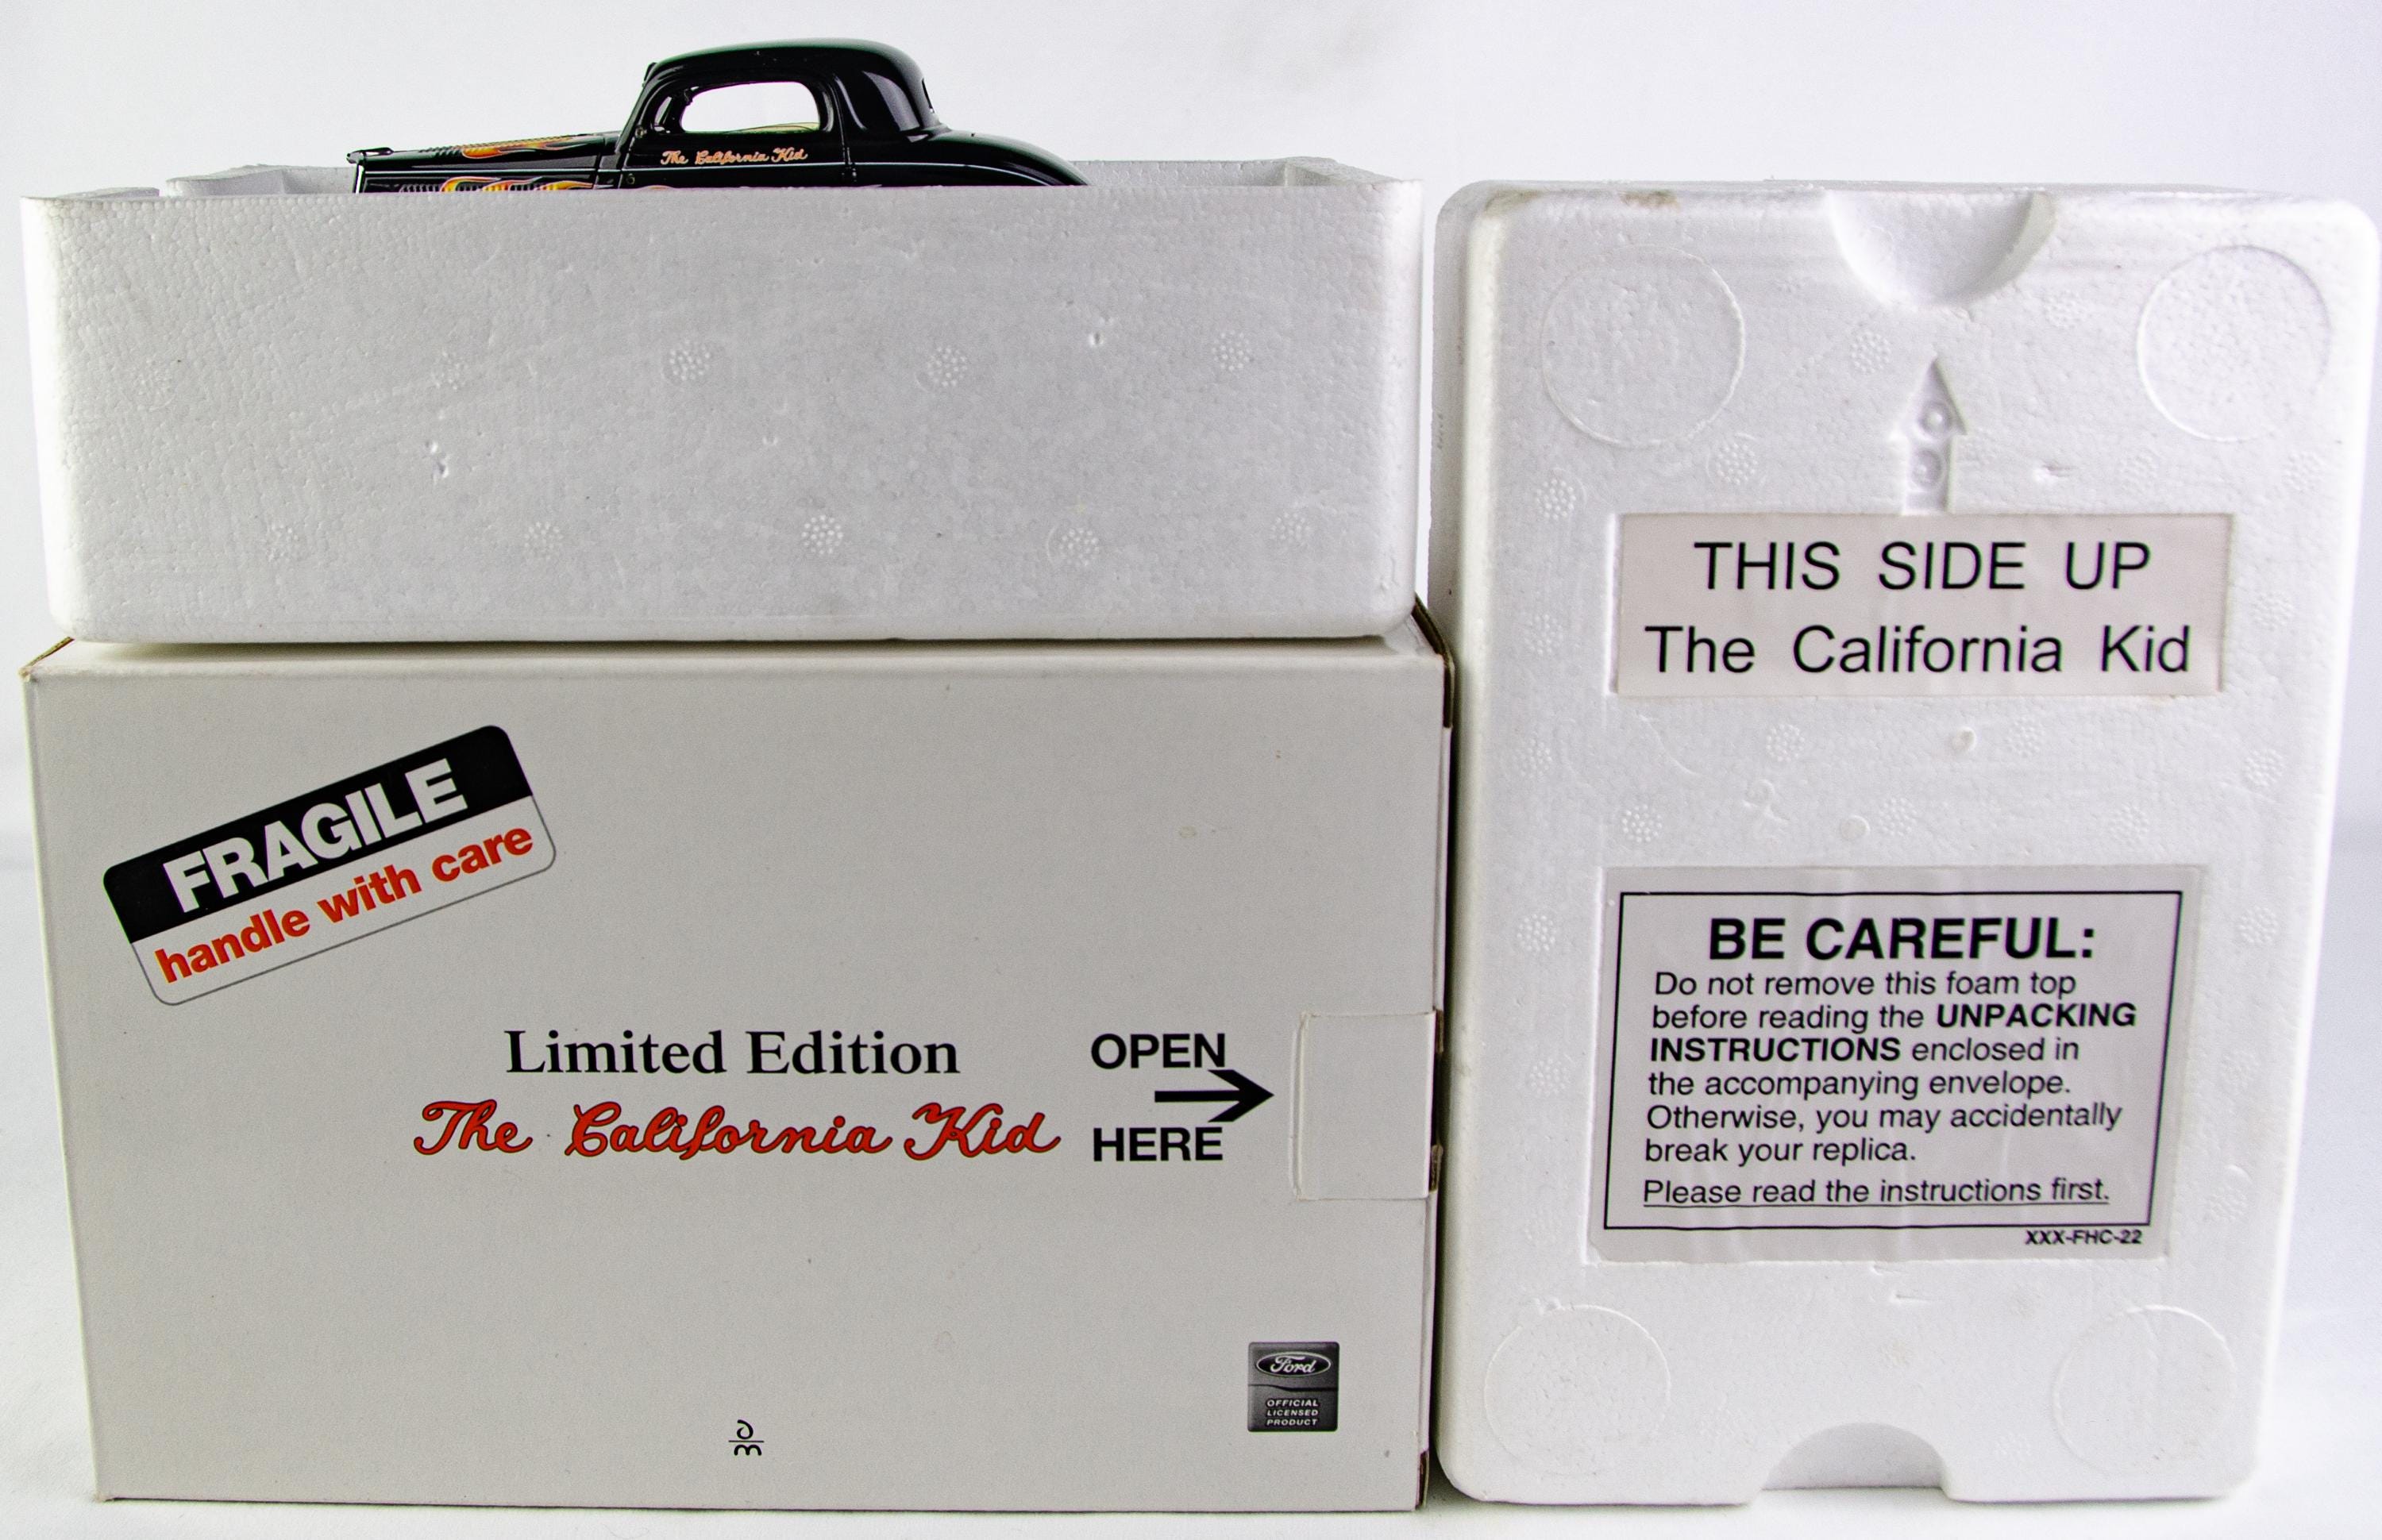 The California Kid
FRAGILE
handle with care
Limited Edition
The California Kid
OPEN
HERE
Ford
OFFICIAL
LICENSED
PRODUCT
THIS SIDE UP
The California Kid
BE CAREFUL:
Do not remove this foam top
before reading the UNPACKING
INSTRUCTIONS enclosed in
the accompanying envelope.
Otherwise, you may accidentally
break your replica.
Please read the instructions first.
XXX-FHC-22